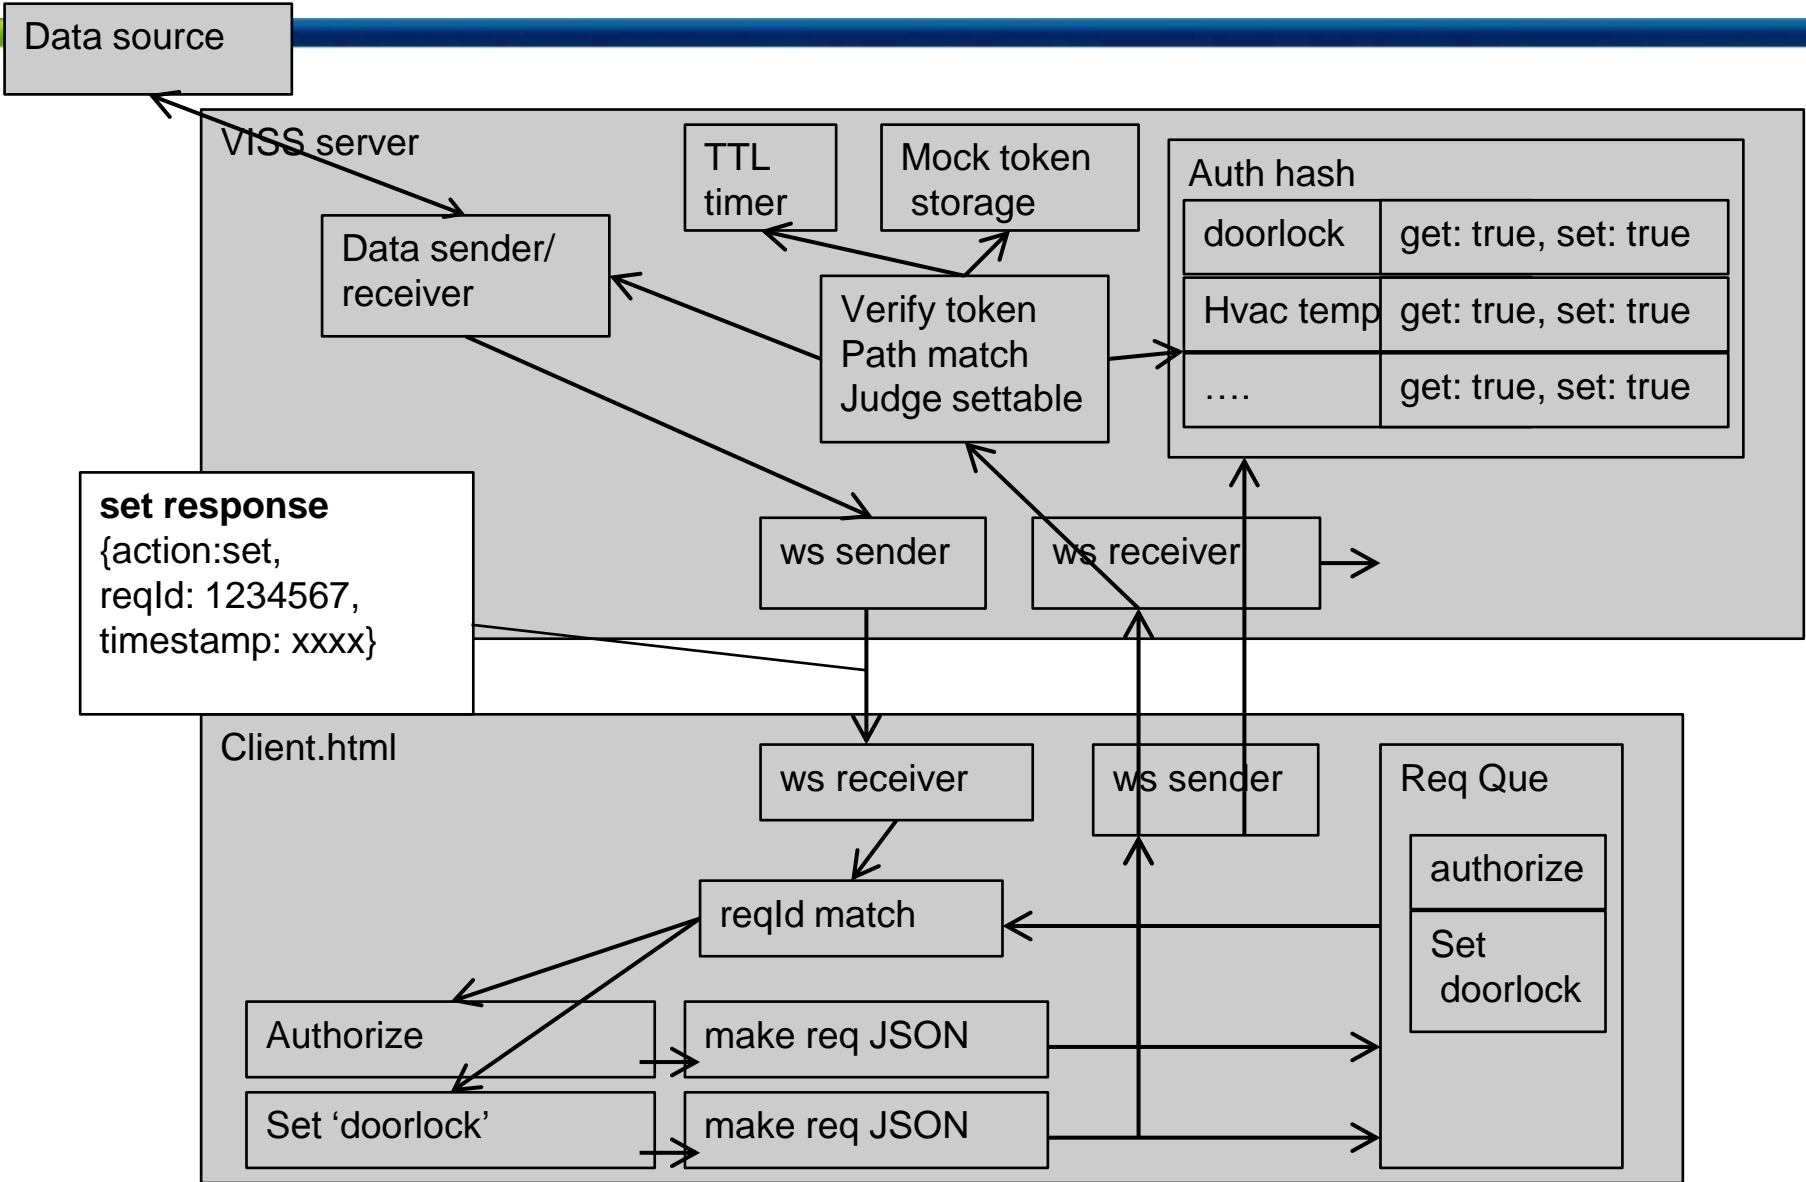 Data source
VISS server
TTL
timer
Mock token
storage
Auth hash
doorlock
get: true, set: true
Hvac temp
get: true, set: true
….
get: true, set: true
Data sender/
receiver
Verify token
Path match
Judge settable
set response
{action:set,
reqId: 1234567,
timestamp: xxxx}
ws sender
ws receiver
Client.html
ws receiver
ws sender
Req Que
authorize
Set
doorlock
reqId match
Authorize
make req JSON
Set ‘doorlock’
make req JSON